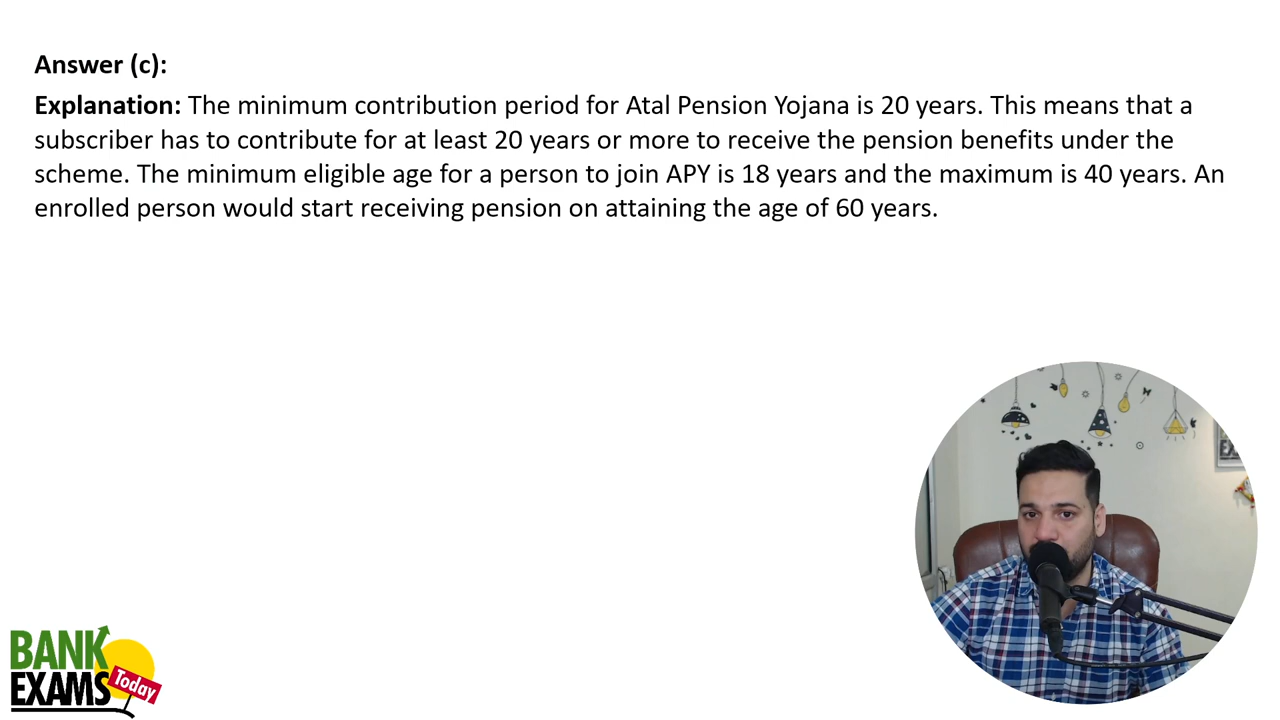 Answer (c):
Explanation: The minimum contribution period for Atal Pension Yojana is 20 years. This means that a
subscriber has to contribute for at least 20 years or more to receive the pension benefits under the
scheme. The minimum eligible age for a person to join APY is 18 years and the maximum is 40 years. An
enrolled person would start receiving pension on attaining the age of 60 years.
BANK
EXAMS
Today